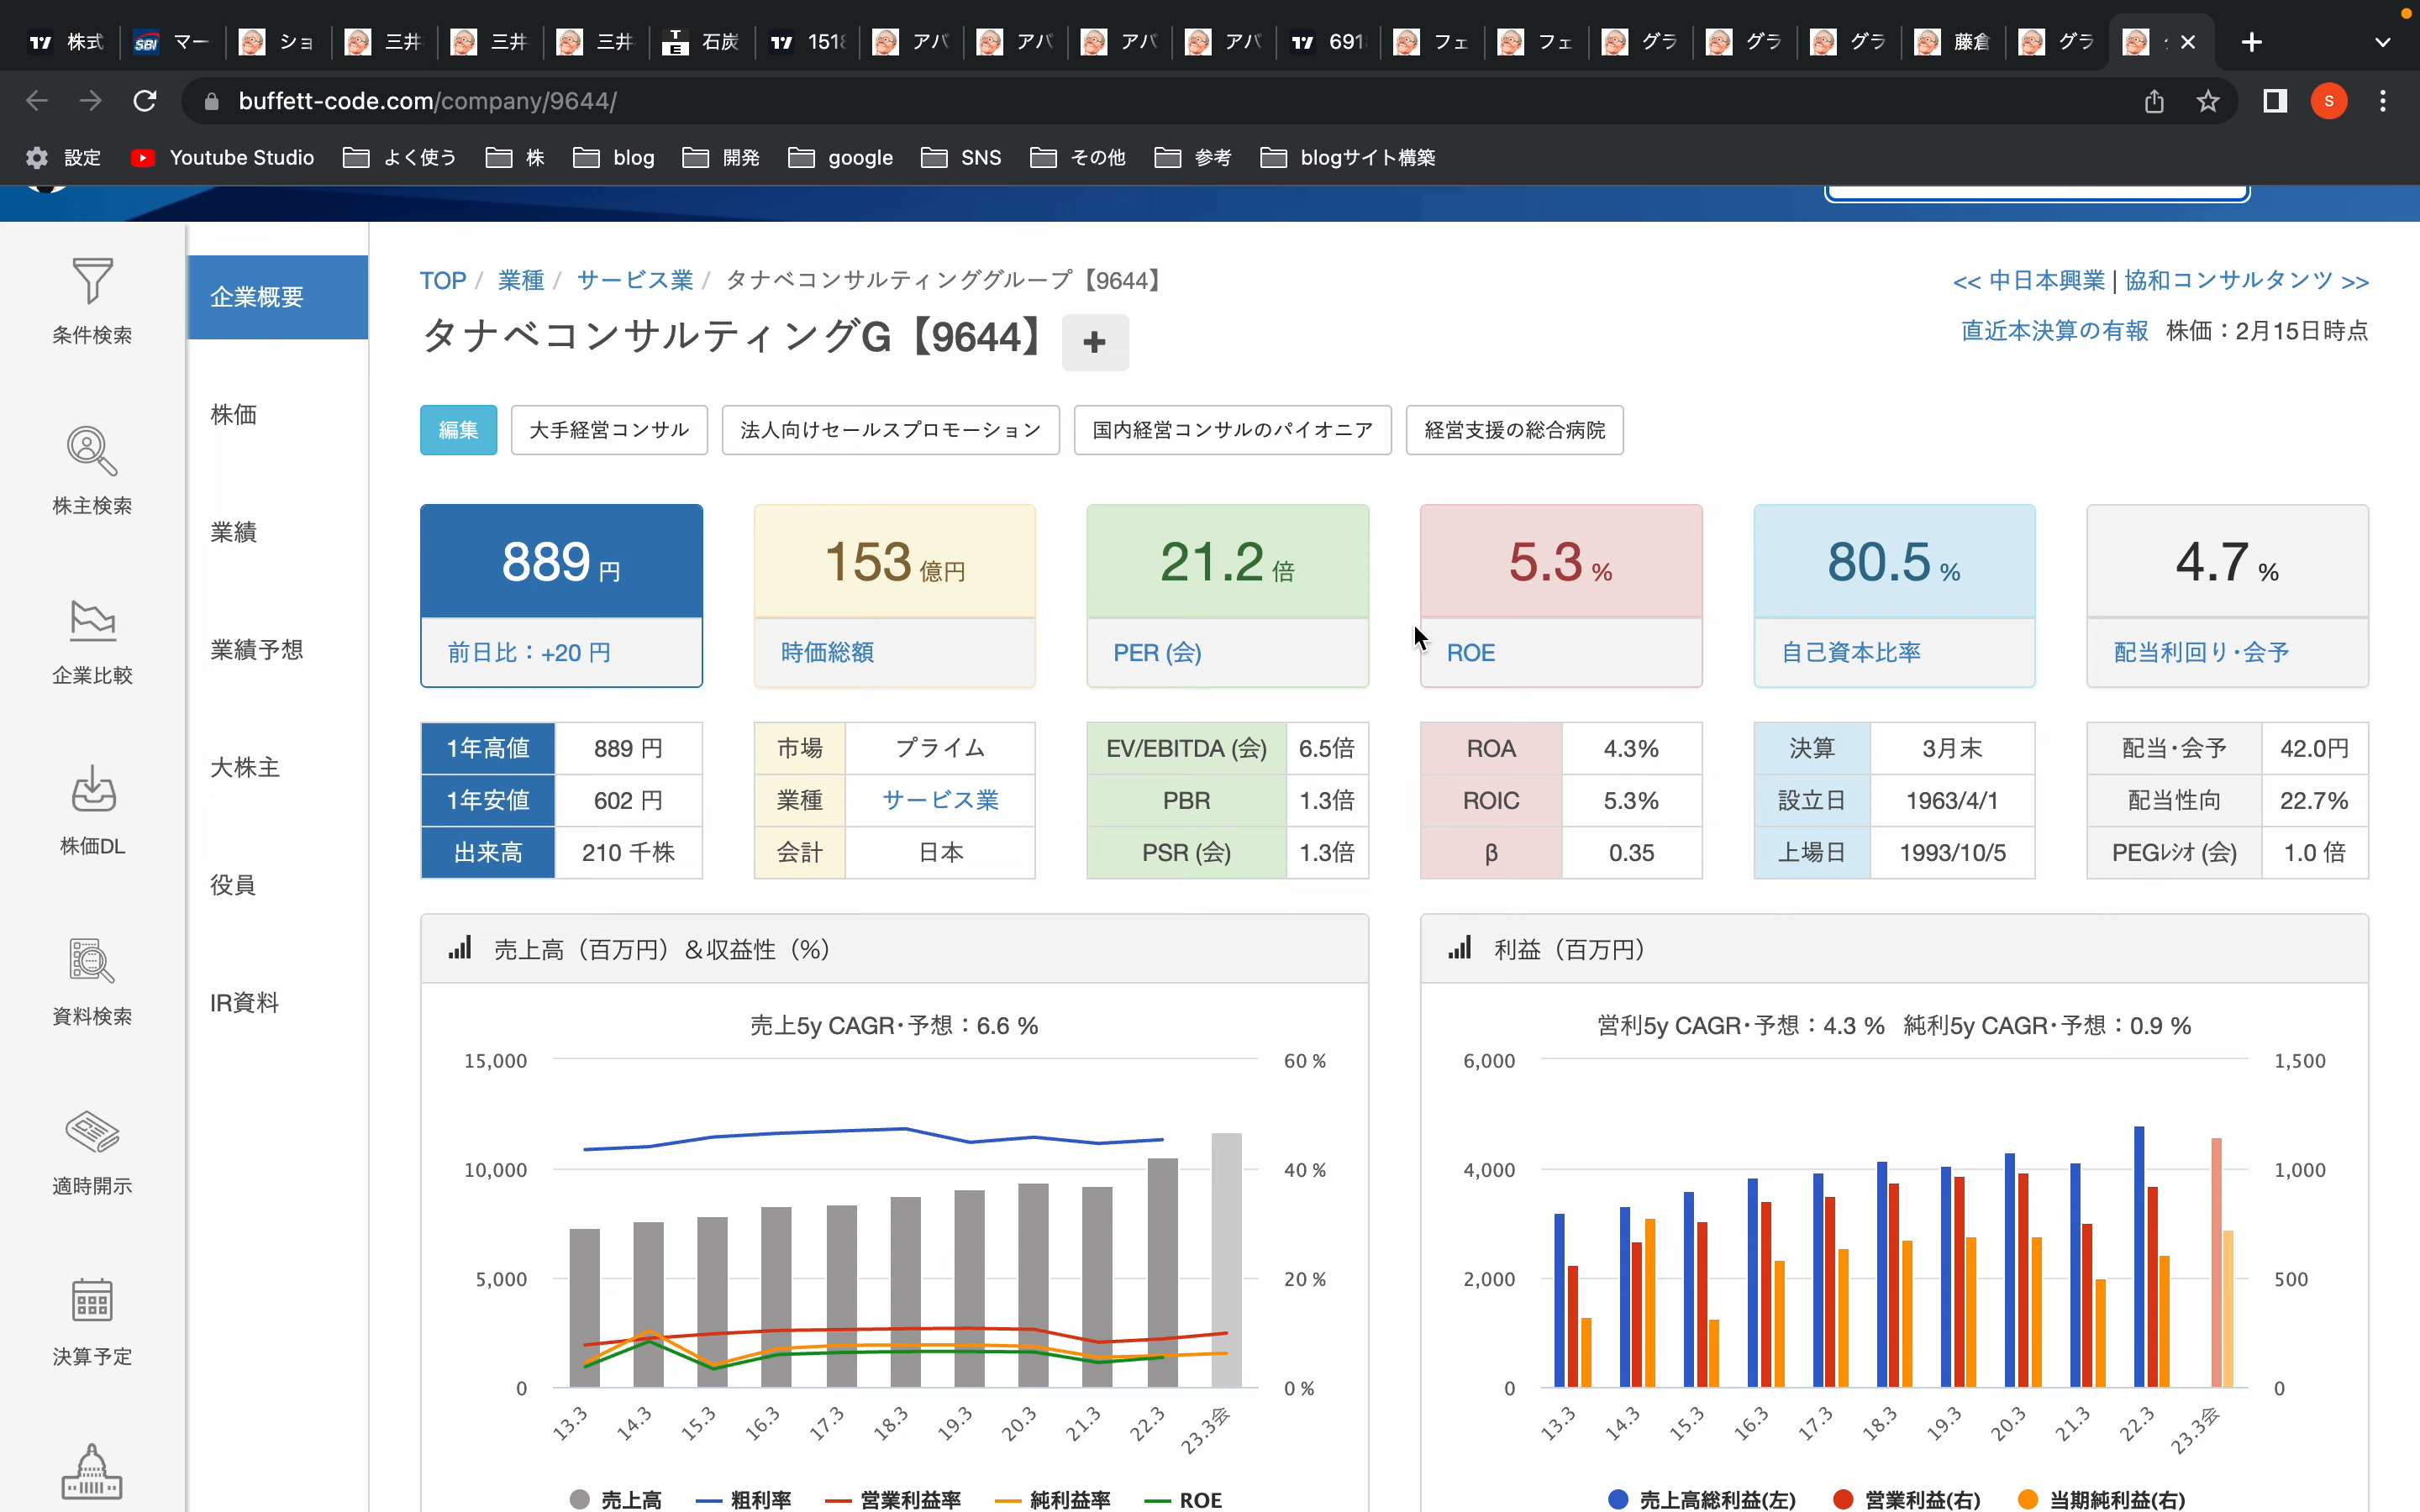 株式
SBI マー
ショ
三井
三井
三井
石炭
151
アバ
アバ
アバ
アバ
691
フェ
フェ
グラ
グラ
グラ
藤倉
グラ
buffett-code.com/company/9644/
S
設定 Youtube Studio よく使う 株 blog 開発 google SNS その他 参考 blogサイト構築
条件検索
株主検索
企業比較
株価DL
資料検索
適時開示
決算予定
企業概要
株価
業績
業績予想
大株主
役員
IR資料
TOP / 業種 / サービス業 / タナベコンサルティンググループ【9644】
<< 中日本興業 | 協和コンサルタンツ >>
タナベコンサルティングG【9644】 +
直近本決算の有報 株価：2月15日時点
編集 大手経営コンサル 法人向けセールスプロモーション 国内経営コンサルのパイオニア 経営支援の総合病院
889 円
前日比：+20 円
153 億円
時価総額
21.2 倍
PER (会)
5.3 %
ROE
80.5 %
自己資本比率
4.7 %
配当利回り･会予
1年高値 889 円
1年安値 602 円
出来高 210 千株
市場 プライム
業種 サービス業
会計 日本
EV/EBITDA (会) 6.5倍
PBR 1.3倍
PSR (会) 1.3倍
ROA 4.3%
ROIC 5.3%
β 0.35
決算 3月末
設立日 1963/4/1
上場日 1993/10/5
配当･会予 42.0円
配当性向 22.7%
PEGﾚｼｵ (会) 1.0 倍
売上高（百万円）＆収益性（%）
売上5y CAGR･予想：6.6 %
15,000 60 %
10,000 40 %
5,000 20 %
0 0 %
13.3 14.3 15.3 16.3 17.3 18.3 19.3 20.3 21.3 22.3 23.3会
売上高 粗利率 営業利益率 純利益率 ROE
利益（百万円）
営利5y CAGR･予想：4.3 % 純利5y CAGR･予想：0.9 %
6,000 1,500
4,000 1,000
2,000 500
0 0
13.3 14.3 15.3 16.3 17.3 18.3 19.3 20.3 21.3 22.3 23.3会
売上高総利益(左) 営業利益(右) 当期純利益(右)